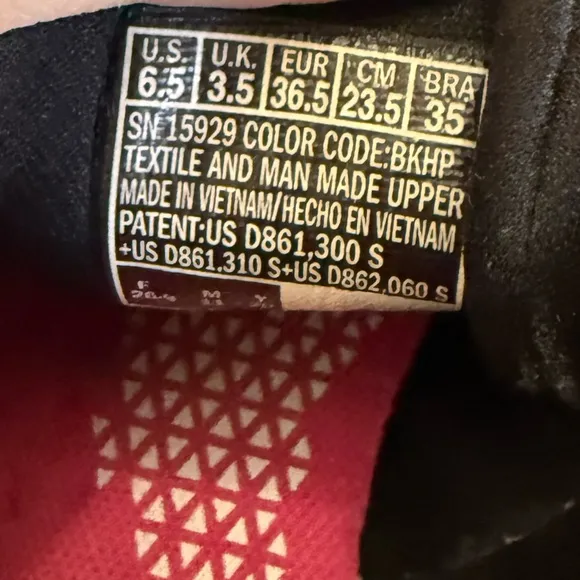 U.S. U.K. EUR CM BRA
6.5 3.5 36.5 23.5 35
SN 15929 COLOR CODE:BKHP
TEXTILE AND MAN MADE UPPER
MADE IN VIETNAM/HECHO EN VIETNAM
PATENT:US D861,300 S
+US D861,310 S+US D862,060 S
F M Y